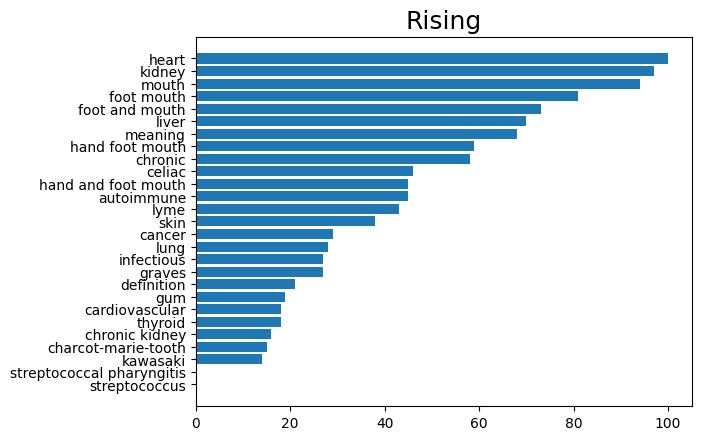 Rising
heart
kidney
mouth
foot mouth
foot and mouth
liver
meaning
hand foot mouth
chronic
celiac
hand and foot mouth
autoimmune
lyme
skin
cancer
lung
infectious
graves
definition
gum
cardiovascular
thyroid
chronic kidney
charcot-marie-tooth
kawasaki
streptococcal pharyngitis
streptococcus
0 20 40 60 80 100